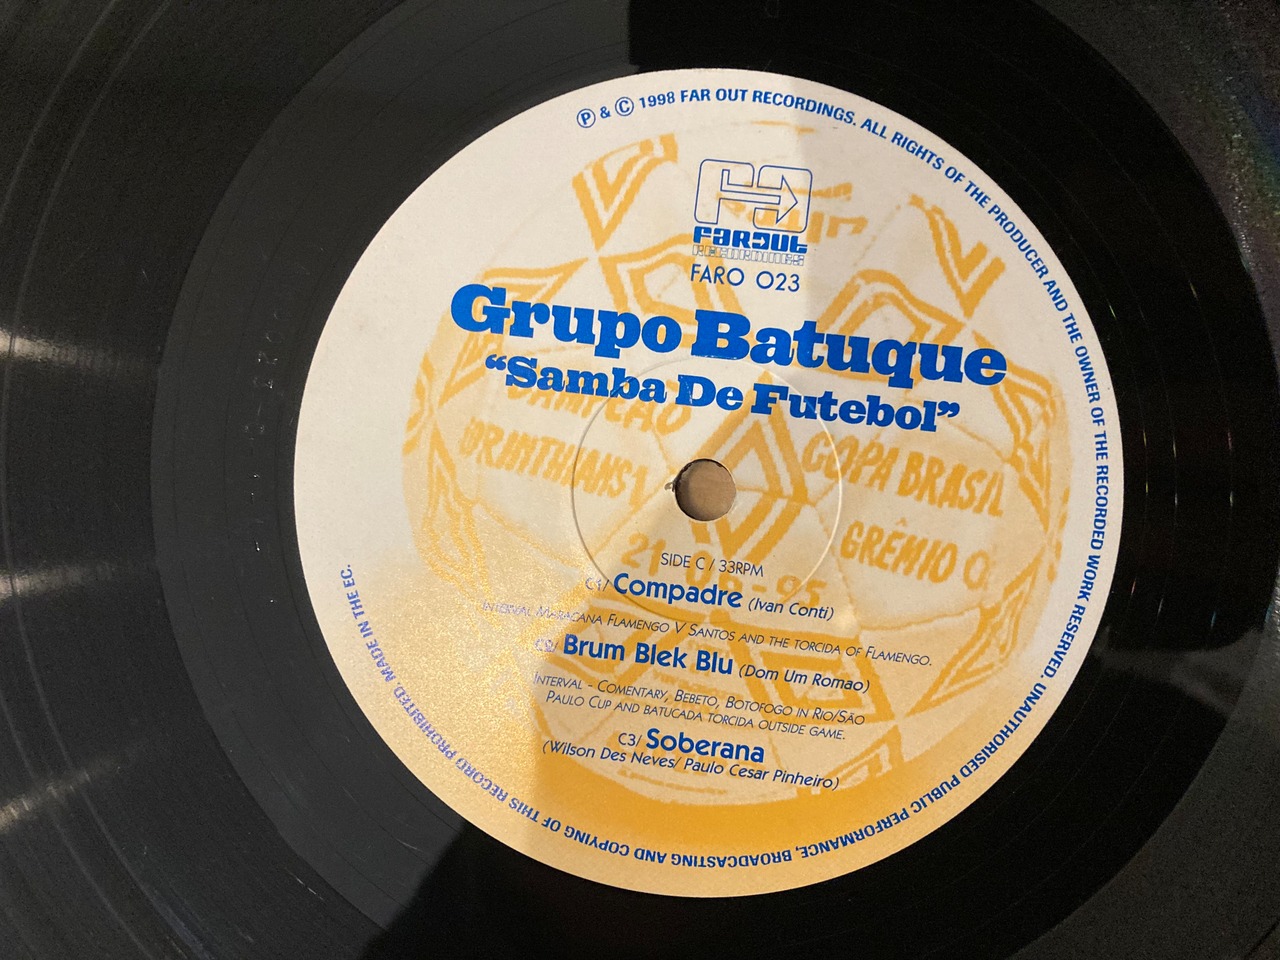 ℗ & © 1998 FAR OUT RECORDINGS. ALL RIGHTS OF THE PRODUCER AND THE OWNER OF THE RECORDED WORK RESERVED. UNAUTHORISED PUBLIC PERFORMANCE, BROADCASTING AND COPYING OF THIS RECORD PROHIBITED. MADE IN THE EC.
FAROUT
RECORDINGS
FARO 023
Grupo Batuque
“Samba De Futebol”
CAMPEÃO
CORINTHIANS 1
COPA BRASIL
GRÊMIO 0
SIDE C / 33RPM
C1/ Compadre (Ivan Conti)
INTERVAL MARACANA FLAMENGO V SANTOS AND THE TORCIDA OF FLAMENGO.
C2/ Brum Blek Blu (Dom Um Romao)
INTERVAL - COMENTARY, BEBETO, BOTOFOGO IN RIO/SÃO
PAULO CUP AND BATUCADA TORCIDA OUTSIDE GAME.
C3/ Soberana
(Wilson Des Neves/ Paulo Cesar Pinheiro)